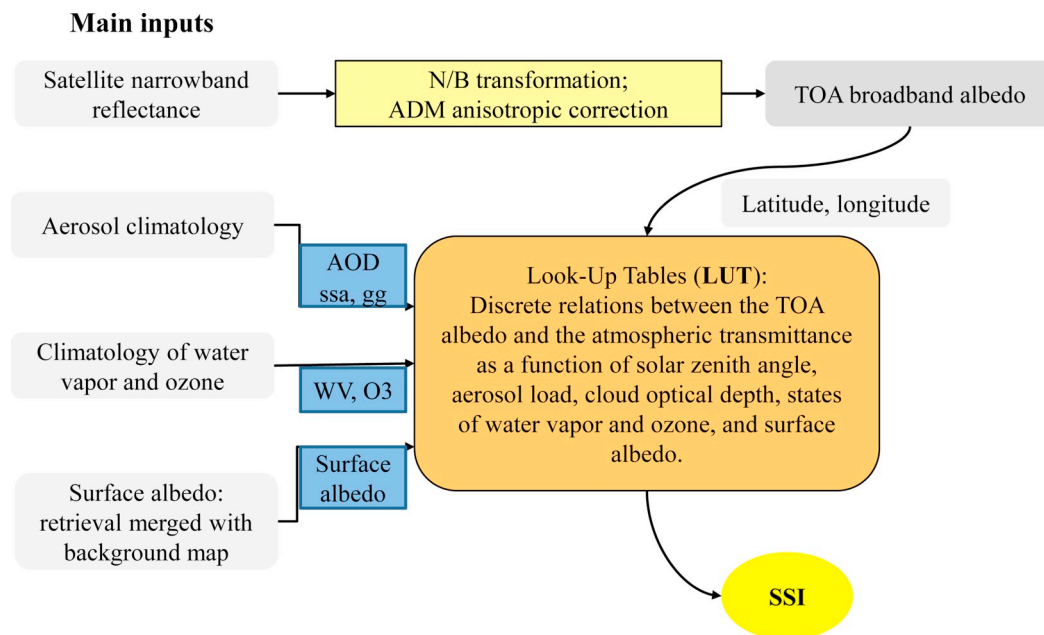 Main inputs
Satellite narrowband
reflectance
N/B transformation;
ADM anisotropic correction
TOA broadband albedo
Latitude, longitude
Aerosol climatology
AOD
ssa, gg
Climatology of water
vapor and ozone
WV, O3
Surface albedo:
retrieval merged with
background map
Surface
albedo
Look-Up Tables (LUT):
Discrete relations between the TOA
albedo and the atmospheric transmittance
as a function of solar zenith angle,
aerosol load, cloud optical depth, states
of water vapor and ozone, and surface
albedo.
SSI